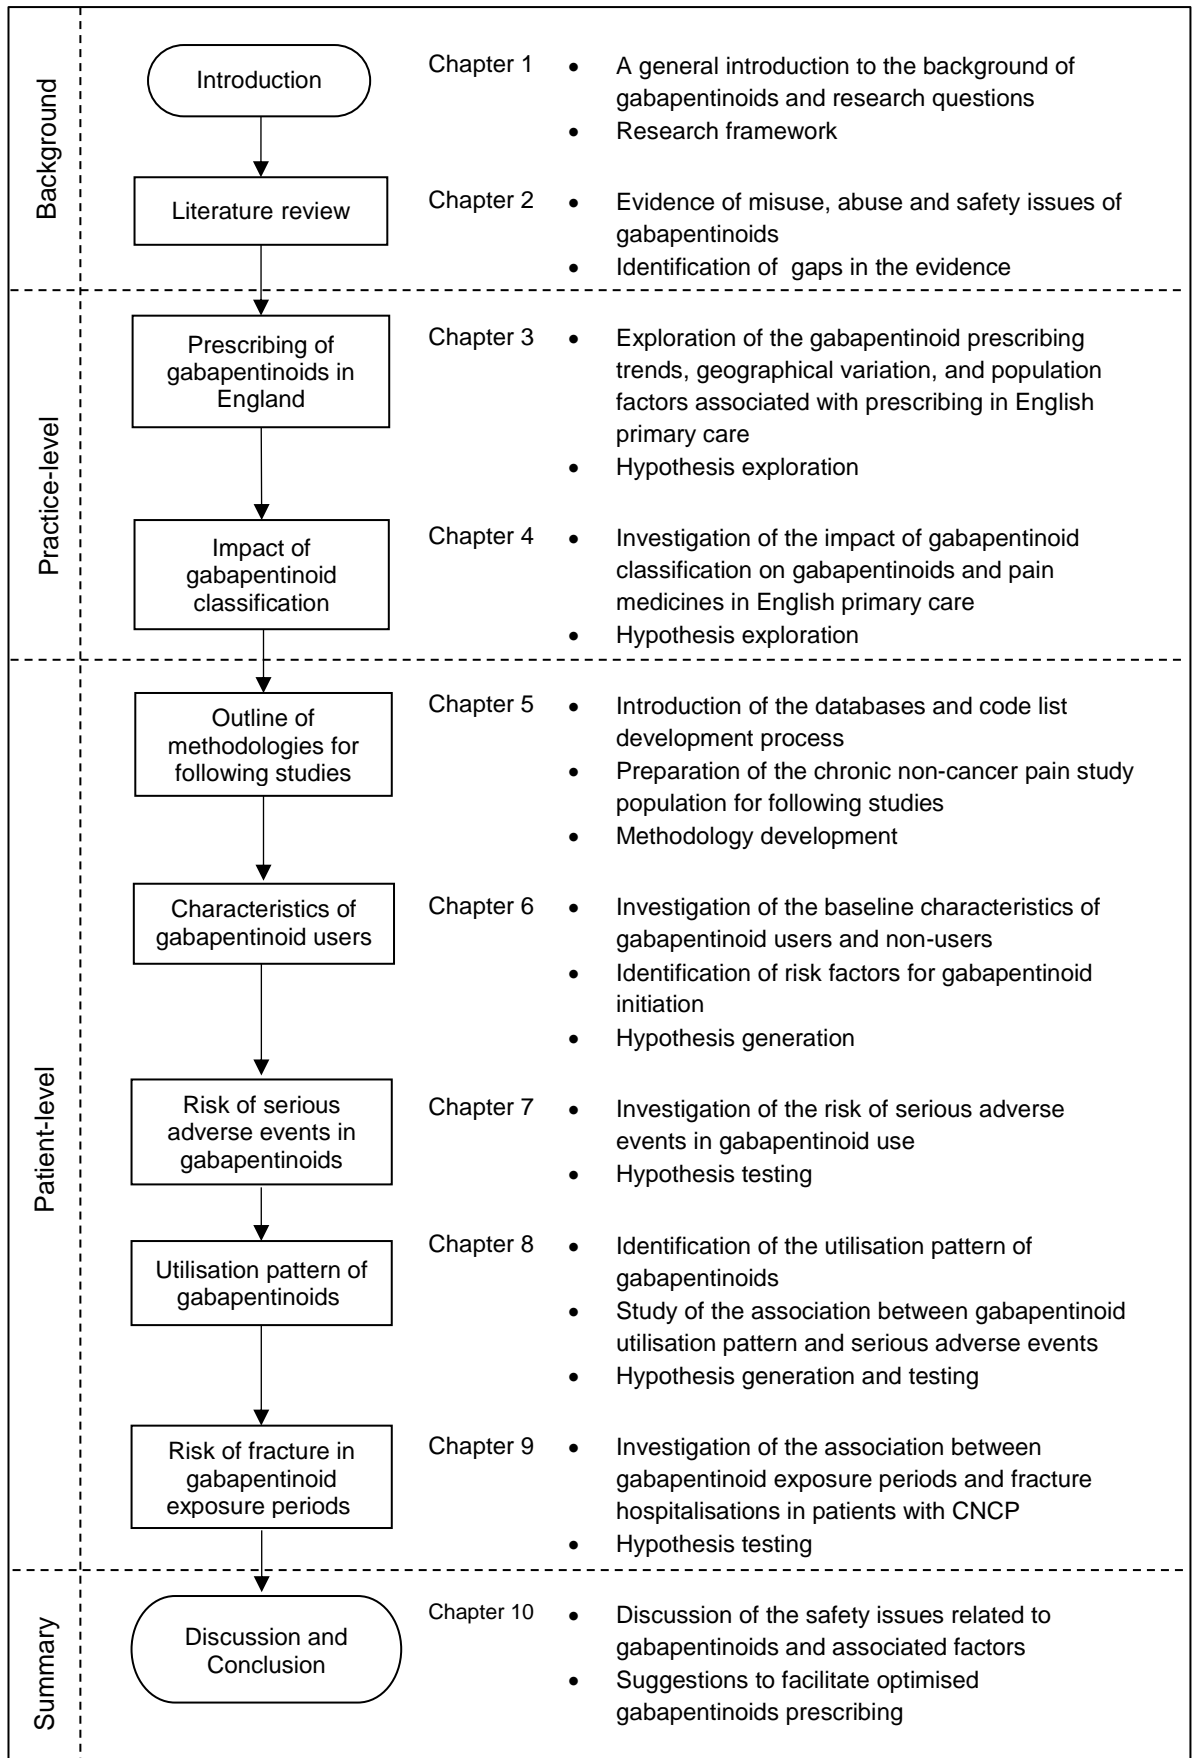 Background
Introduction
Chapter 1
• A general introduction to the background of
gabapentinoids and research questions
• Research framework
Literature review
Chapter 2
• Evidence of misuse, abuse and safety issues of
gabapentinoids
• Identification of gaps in the evidence
Practice-level
Prescribing of
gabapentinoids in
England
Chapter 3
• Exploration of the gabapentinoid prescribing
trends, geographical variation, and population
factors associated with prescribing in English
primary care
• Hypothesis exploration
Impact of
gabapentinoid
classification
Chapter 4
• Investigation of the impact of gabapentinoid
classification on gabapentinoids and pain
medicines in English primary care
• Hypothesis exploration
Patient-level
Outline of
methodologies for
following studies
Chapter 5
• Introduction of the databases and code list
development process
• Preparation of the chronic non-cancer pain study
population for following studies
• Methodology development
Characteristics of
gabapentinoid users
Chapter 6
• Investigation of the baseline characteristics of
gabapentinoid users and non-users
• Identification of risk factors for gabapentinoid
initiation
• Hypothesis generation
Risk of serious
adverse events in
gabapentinoids
Chapter 7
• Investigation of the risk of serious adverse
events in gabapentinoid use
• Hypothesis testing
Utilisation pattern of
gabapentinoids
Chapter 8
• Identification of the utilisation pattern of
gabapentinoids
• Study of the association between gabapentinoid
utilisation pattern and serious adverse events
• Hypothesis generation and testing
Risk of fracture in
gabapentinoid
exposure periods
Chapter 9
• Investigation of the association between
gabapentinoid exposure periods and fracture
hospitalisations in patients with CNCP
• Hypothesis testing
Summary
Discussion and
Conclusion
Chapter 10
• Discussion of the safety issues related to
gabapentinoids and associated factors
• Suggestions to facilitate optimised
gabapentinoids prescribing